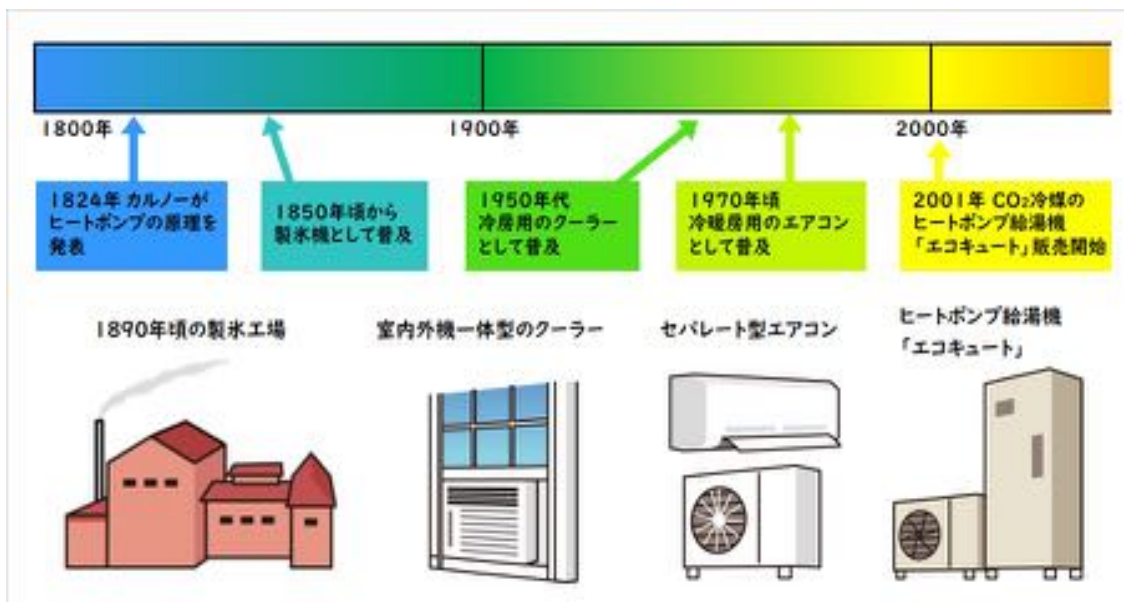 1800年
1900年
2000年
1824年 カルノーが
ヒートポンプの原理を
発表
1850年頃から
製氷機として普及
1950年代
冷房用のクーラー
として普及
1970年頃
冷暖房用のエアコン
として普及
2001年 CO₂冷媒の
ヒートポンプ給湯機
「エコキュート」販売開始
1890年頃の製氷工場
室内外機一体型のクーラー
セパレート型エアコン
ヒートポンプ給湯機
「エコキュート」